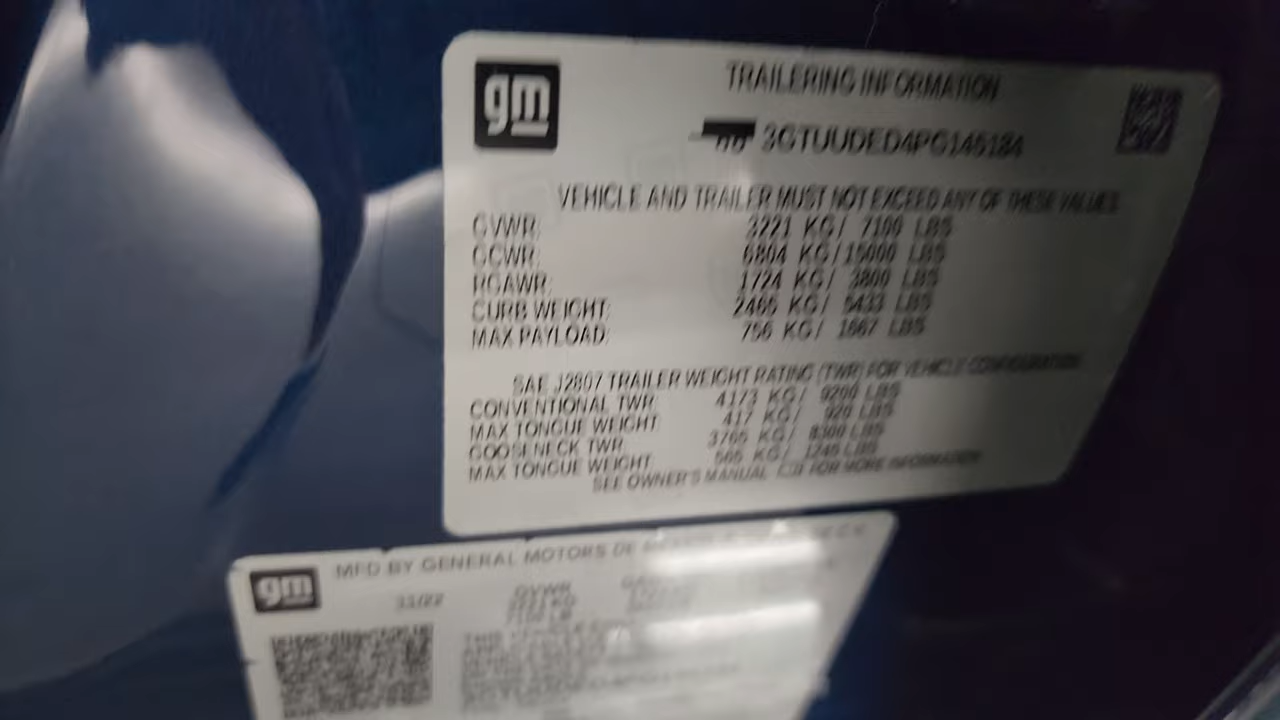 gm
TRAILERING INFORMATION
3GTUUDED4PG145184
VEHICLE AND TRAILER MUST NOT EXCEED ANY OF THESE VALUES
GVWR: 3221 KG/ 7100 LBS
GCWR: 6804 KG/15000 LBS
RGAWR: 1724 KG/ 3800 LBS
CURB WEIGHT: 2465 KG/ 5433 LBS
MAX PAYLOAD: 756 KG/ 1667 LBS
SAE J2807 TRAILER WEIGHT RATING (TWR) FOR VEHICLE CONFIGURATION
CONVENTIONAL TWR: 4173 KG/ 9200 LBS
MAX TONGUE WEIGHT 417 KG/ 920 LBS
GOOSENECK TWR: 3765 KG/ 8300 LBS
MAX TONGUE WEIGHT 565 KG/ 1245 LBS
SEE OWNER'S MANUAL FOR MORE INFORMATION
gm
MFD BY GENERAL MOTORS DE
11/22 GVWR
3221 KG